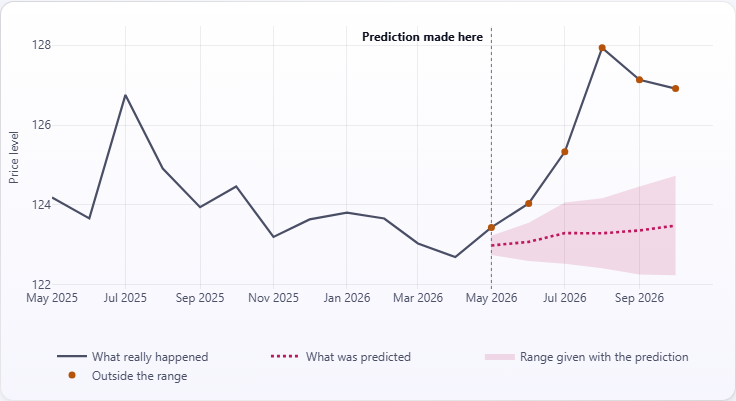 Prediction made here
128
126
124
122
Price level
May 2025 Jul 2025 Sep 2025 Nov 2025 Jan 2026 Mar 2026 May 2026 Jul 2026 Sep 2026
What really happened What was predicted Range given with the prediction
Outside the range